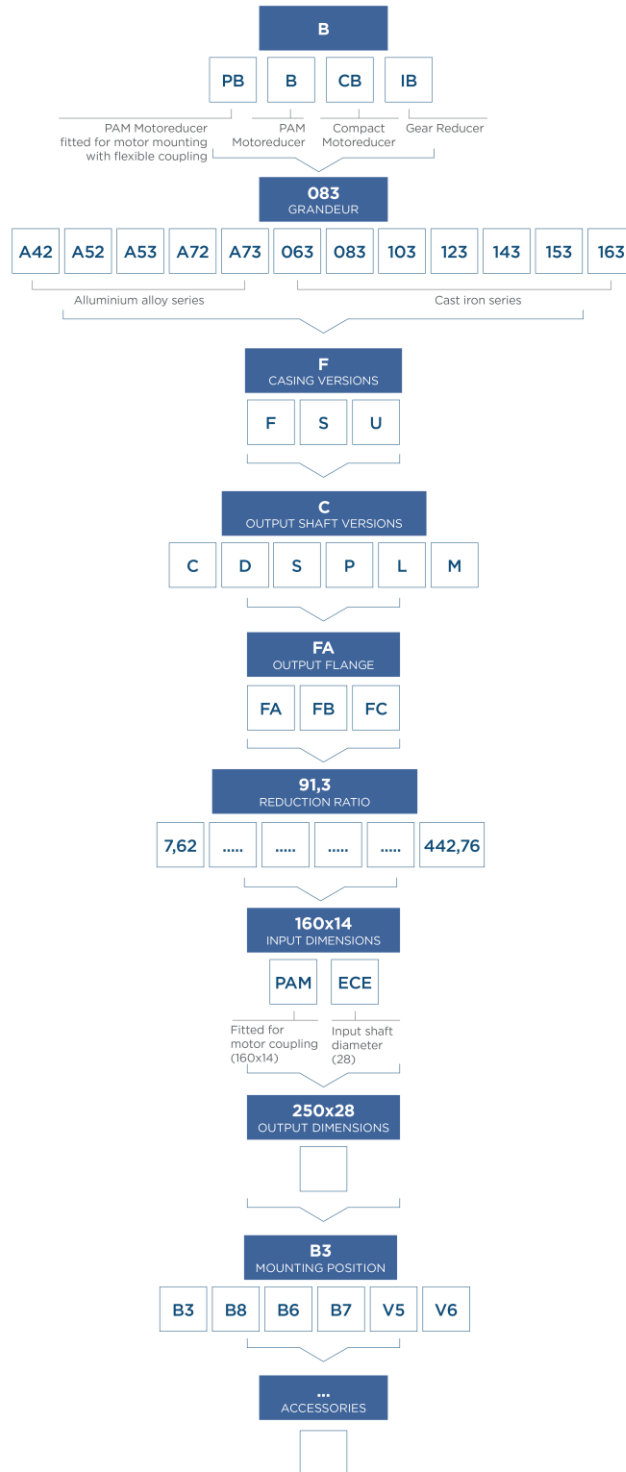 B
PB B CB IB
PAM Motoreducer
fitted for motor mounting
with flexible coupling
PAM
Motoreducer
Compact
Motoreducer
Gear Reducer
083
GRANDEUR
A42 A52 A53 A72 A73 063 083 103 123 143 153 163
Alluminium alloy series
Cast iron series
F
CASING VERSIONS
F S U
C
OUTPUT SHAFT VERSIONS
C D S P L M
FA
OUTPUT FLANGE
FA FB FC
91,3
REDUCTION RATIO
7,62 ..... ..... ..... ..... 442,76
160x14
INPUT DIMENSIONS
PAM ECE
Fitted for
motor coupling
(160x14)
Input shaft
diameter
(28)
250x28
OUTPUT DIMENSIONS
B3
MOUNTING POSITION
B3 B8 B6 B7 V5 V6
...
ACCESSORIES